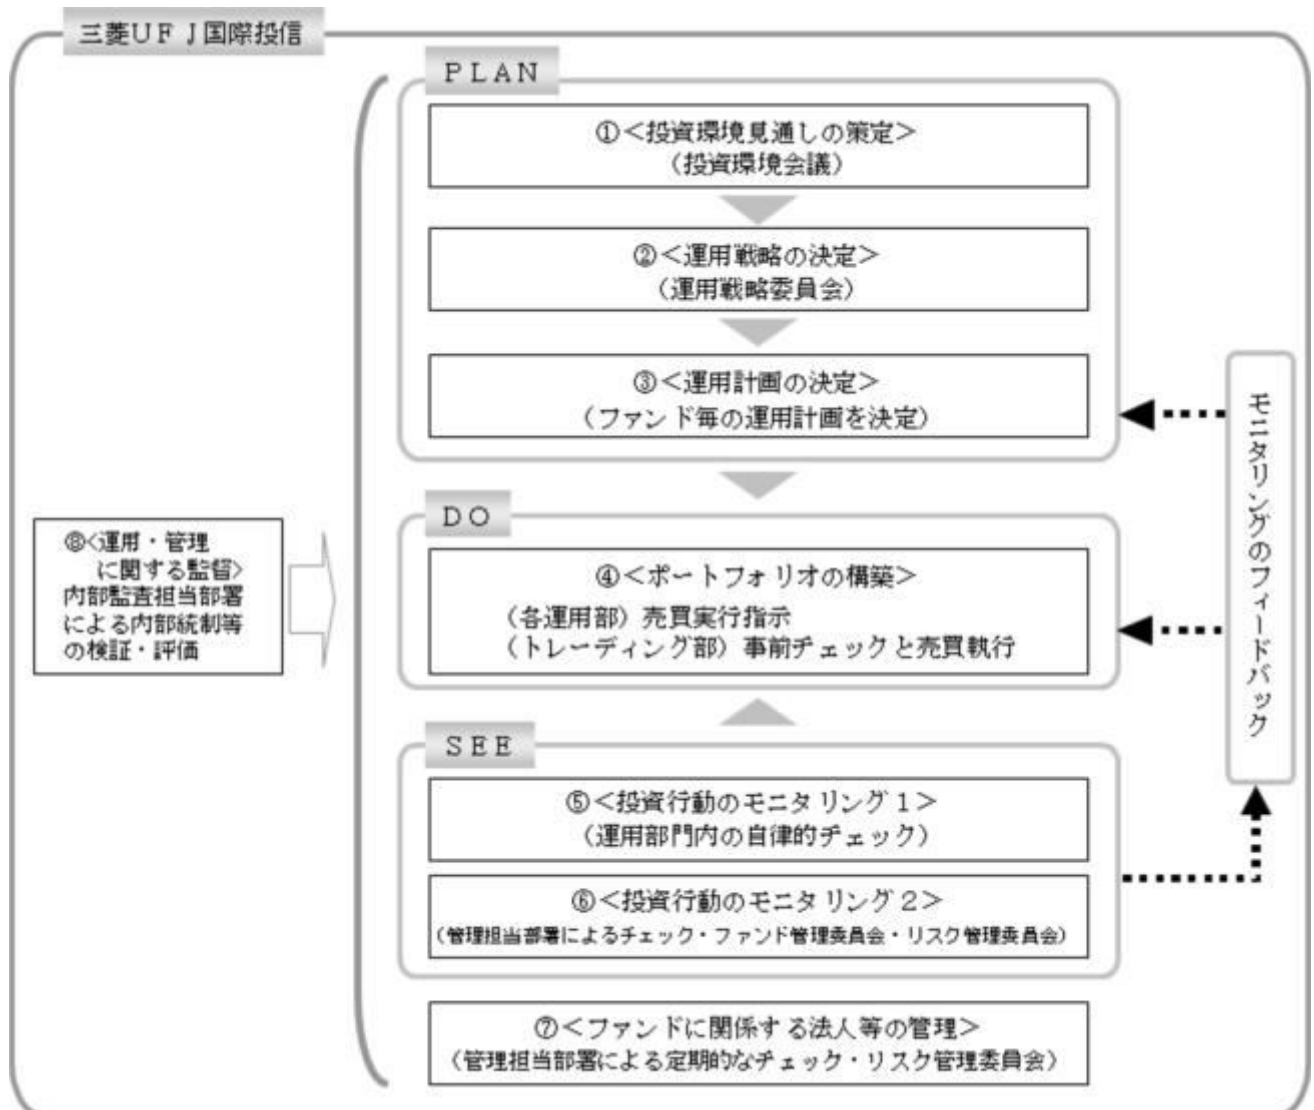 三菱UFJ国際投信
PLAN
①<投資環境見通しの策定>
(投資環境会議)
②<運用戦略の決定>
(運用戦略委員会)
③<運用計画の決定>
(ファンド毎の運用計画を決定)
DO
④<ポートフォリオの構築>
(各運用部)売買実行指示
(トレーディング部)事前チェックと売買執行
SEE
⑤<投資行動のモニタリング1>
(運用部門内の自律的チェック)
⑥<投資行動のモニタリング2>
(管理担当部署によるチェック・ファンド管理委員会・リスク管理委員会)
⑦<ファンドに関係する法人等の管理>
(管理担当部署による定期的なチェック・リスク管理委員会)
⑧<運用・管理
に関する監督>
内部監査担当部署
による内部統制等
の検証・評価
モニタリングのフィードバック